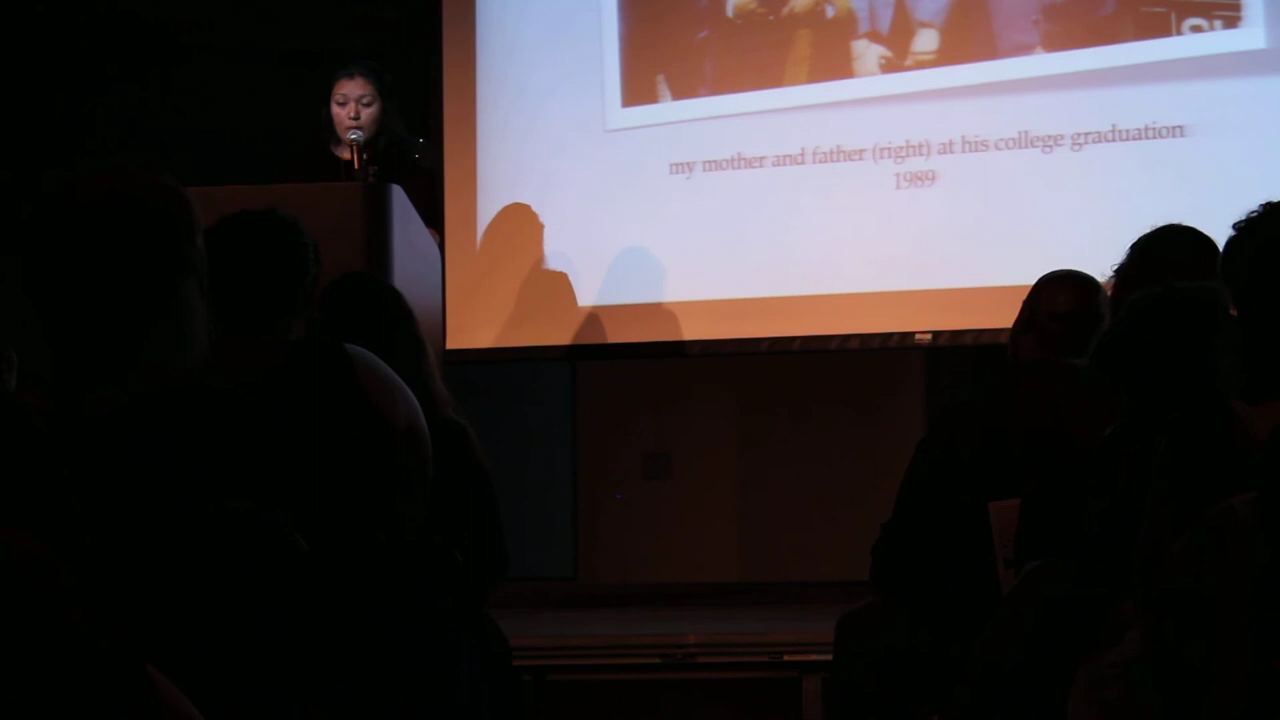 my mother and father (right) at his college graduation
1989